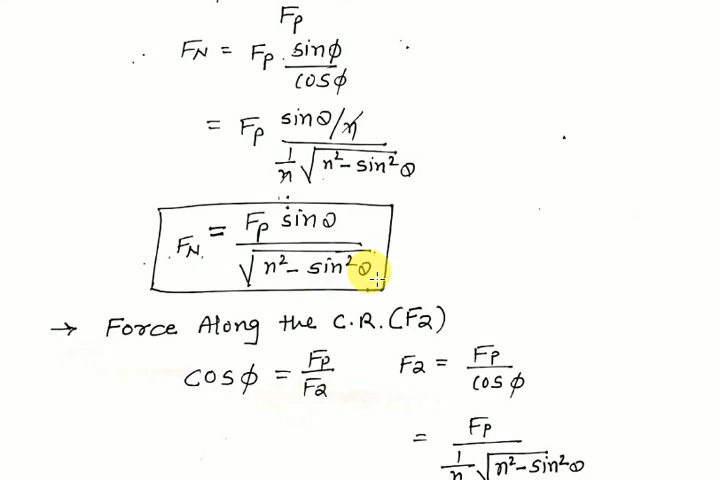 Fp
∴ FN = Fp · sinϕ / cosϕ
= Fp (sinθ/n) / (1/n √(n² - sin²θ))
FN = Fp sinθ / √(n² - sin²θ)
→ Force Along the C.R. (F2)
cosϕ = Fp / F2    F2 = Fp / cosϕ
= Fp / (1/n √(n² - sin²θ))